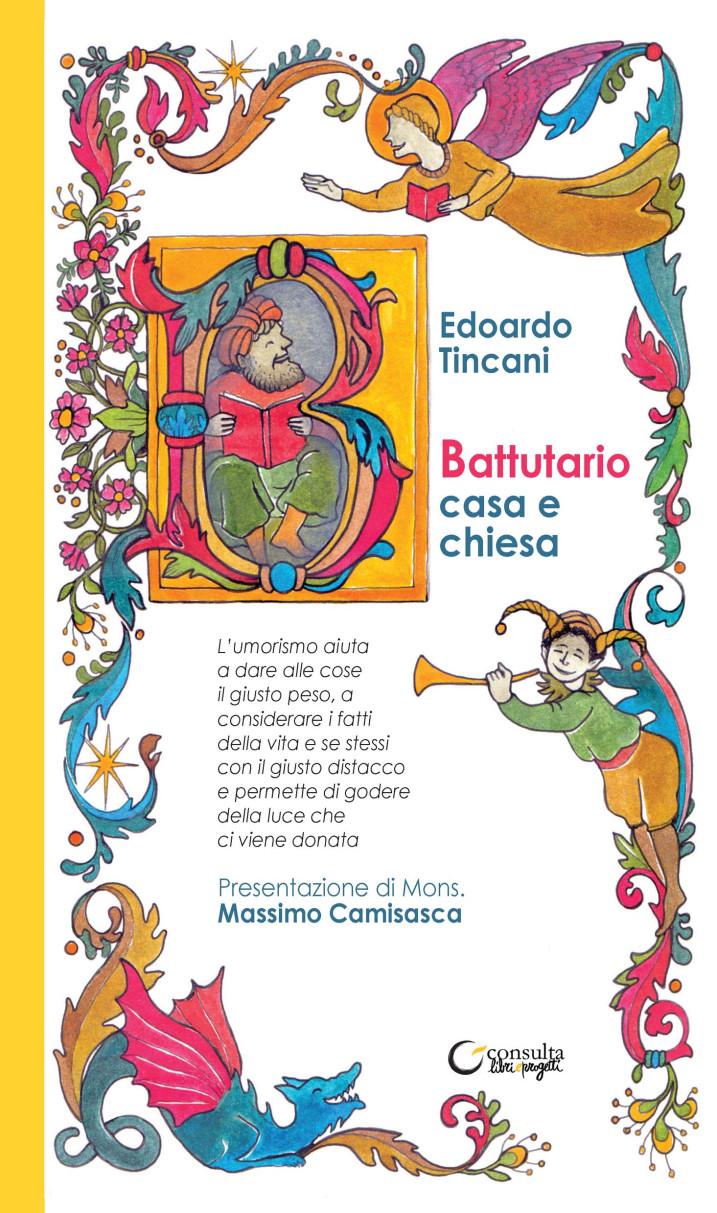 Edoardo
Tincani
Battutario
casa e
chiesa
L'umorismo aiuta
a dare alle cose
il giusto peso, a
considerare i fatti
della vita e se stessi
con il giusto distacco
e permette di godere
della luce che
ci viene donata
Presentazione di Mons.
Massimo Camisasca
consulta
libri e progetti